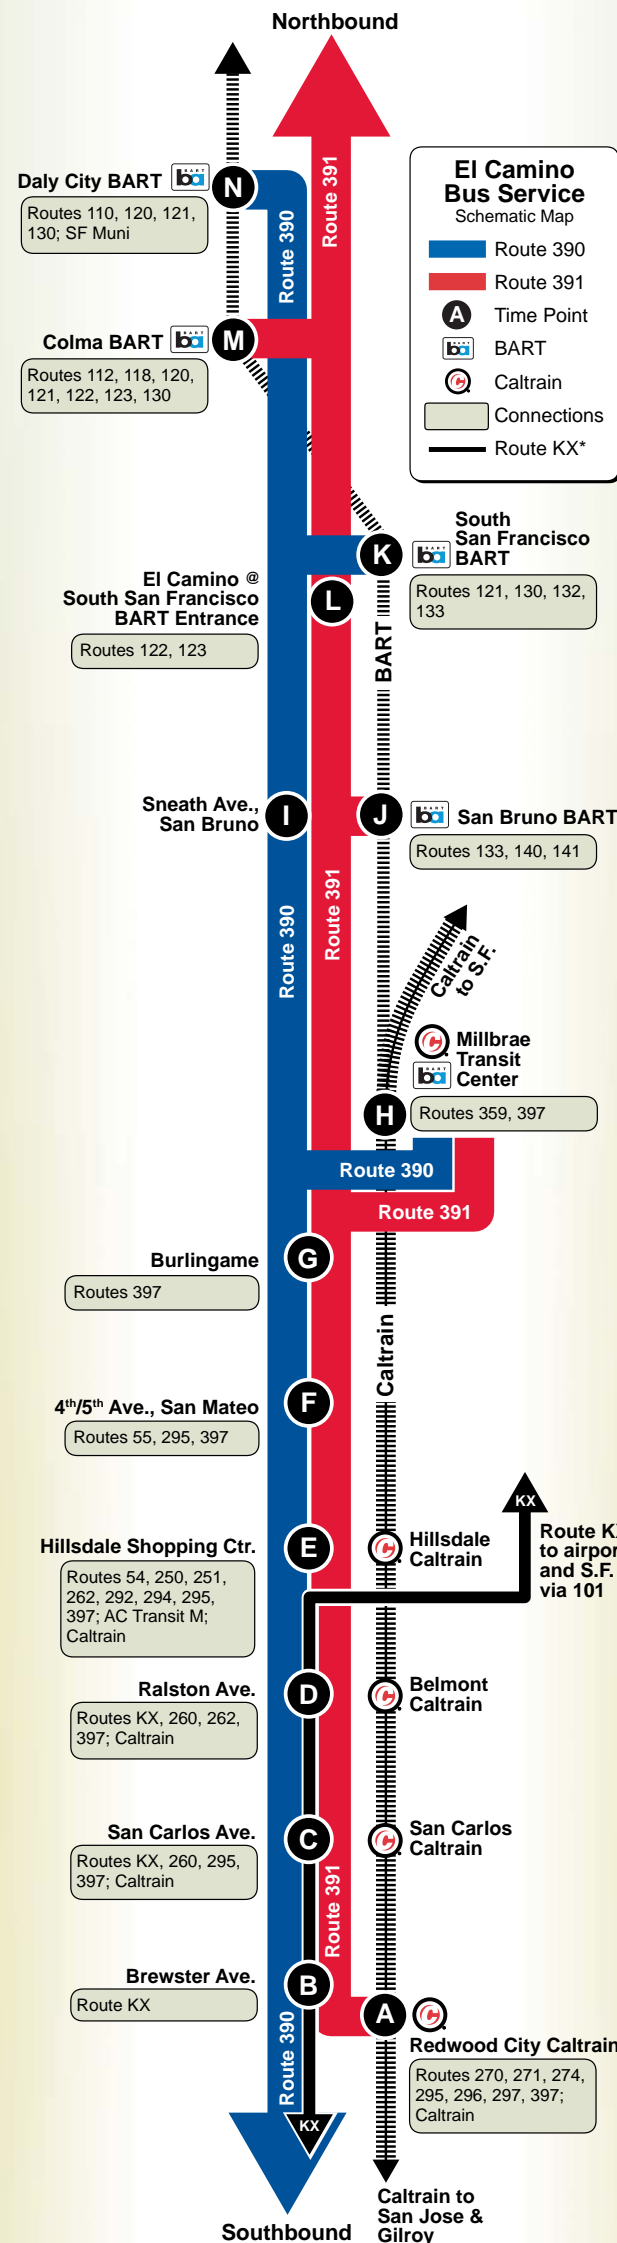 Northbound
Daly City BART
N
Routes 110, 120, 121,
130; SF Muni
Route 390
Route 391
El Camino
Bus Service
Schematic Map
Route 390
Route 391
A
Time Point
BART
Caltrain
Connections
Route KX*
Colma BART
M
Routes 112, 118, 120,
121, 122, 123, 130
K
South
San Francisco
BART
Routes 121, 130, 132,
133
El Camino @
South San Francisco
BART Entrance
L
Routes 122, 123
BART
Sneath Ave.,
San Bruno
I
J
San Bruno BART
Routes 133, 140, 141
Route 390
Route 391
Caltrain
to S.F.
Millbrae
Transit
Center
H
Routes 359, 397
Route 390
Route 391
Burlingame
G
Routes 397
Caltrain
4th/5th Ave., San Mateo
F
Routes 55, 295, 397
KX
Route KX
to airport
and S.F.
via 101
Hillsdale Shopping Ctr.
E
Hillsdale
Caltrain
Routes 54, 250, 251,
262, 292, 294, 295,
397; AC Transit M;
Caltrain
Ralston Ave.
D
Belmont
Caltrain
Routes KX, 260, 262,
397; Caltrain
San Carlos Ave.
C
San Carlos
Caltrain
Routes KX, 260, 295,
397; Caltrain
Route 391
Brewster Ave.
B
Route KX
A
Redwood City Caltrain
Routes 270, 271, 274,
295, 296, 297, 397;
Caltrain
Route 390
KX
Southbound
Caltrain to
San Jose &
Gilroy